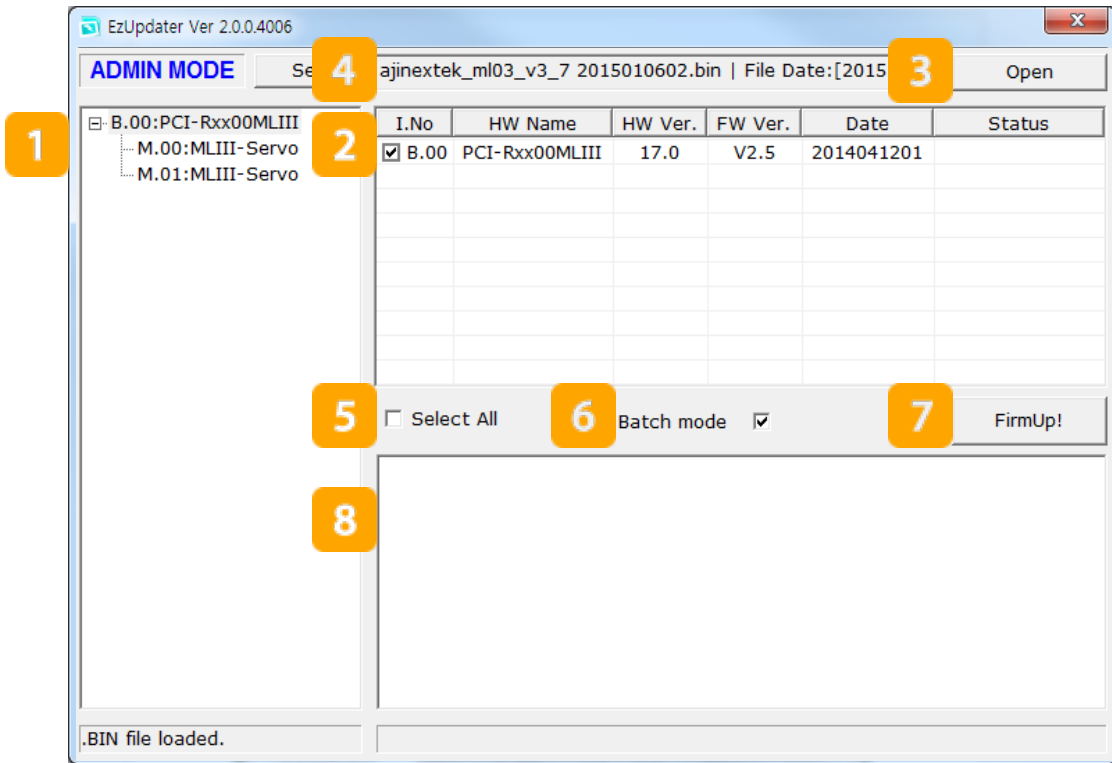 EzUpdater Ver 2.0.0.4006
ADMIN MODE Se 4 ajinextek_ml03_v3_7 2015010602.bin | File Date:[2015 3 Open
1
B.00:PCI-Rxx00MLIII
M.00:MLIII-Servo
M.01:MLIII-Servo
2
I.No HW Name HW Ver. FW Ver. Date Status
B.00 PCI-Rxx00MLIII 17.0 V2.5 2014041201
5 Select All 6 Batch mode 7 FirmUp!
8
.BIN file loaded.